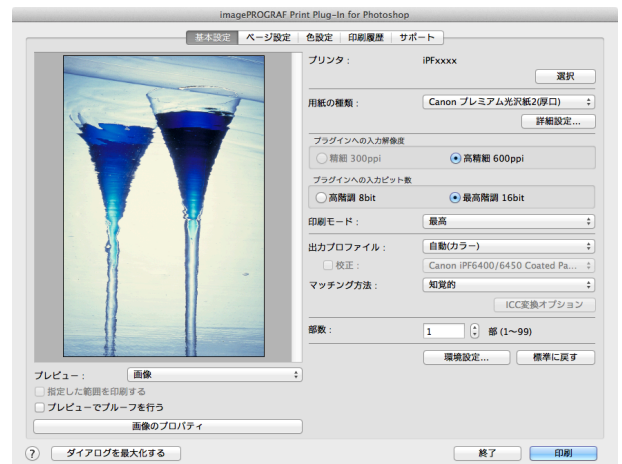 imagePROGRAF Print Plug-In for Photoshop
基本設定 ページ設定 色設定 印刷履歴 サポート
プリンタ： iPFxxxx
選択
用紙の種類： Canon プレミアム光沢紙2(厚口)
詳細設定...
プラグインへの入力解像度
精細 300ppi 高精細 600ppi
プラグインへの入力ビット数
高階調 8bit 最高階調 16bit
印刷モード： 最高
出力プロファイル： 自動(カラー)
校正： Canon iPF6400/6450 Coated Pa...
マッチング方法： 知覚的
ICC変換オプション
部数： 1 部 (1〜99)
環境設定... 標準に戻す
プレビュー： 画像
指定した範囲を印刷する
プレビューでプルーフを行う
画像のプロパティ
? ダイアログを最大化する 終了 印刷